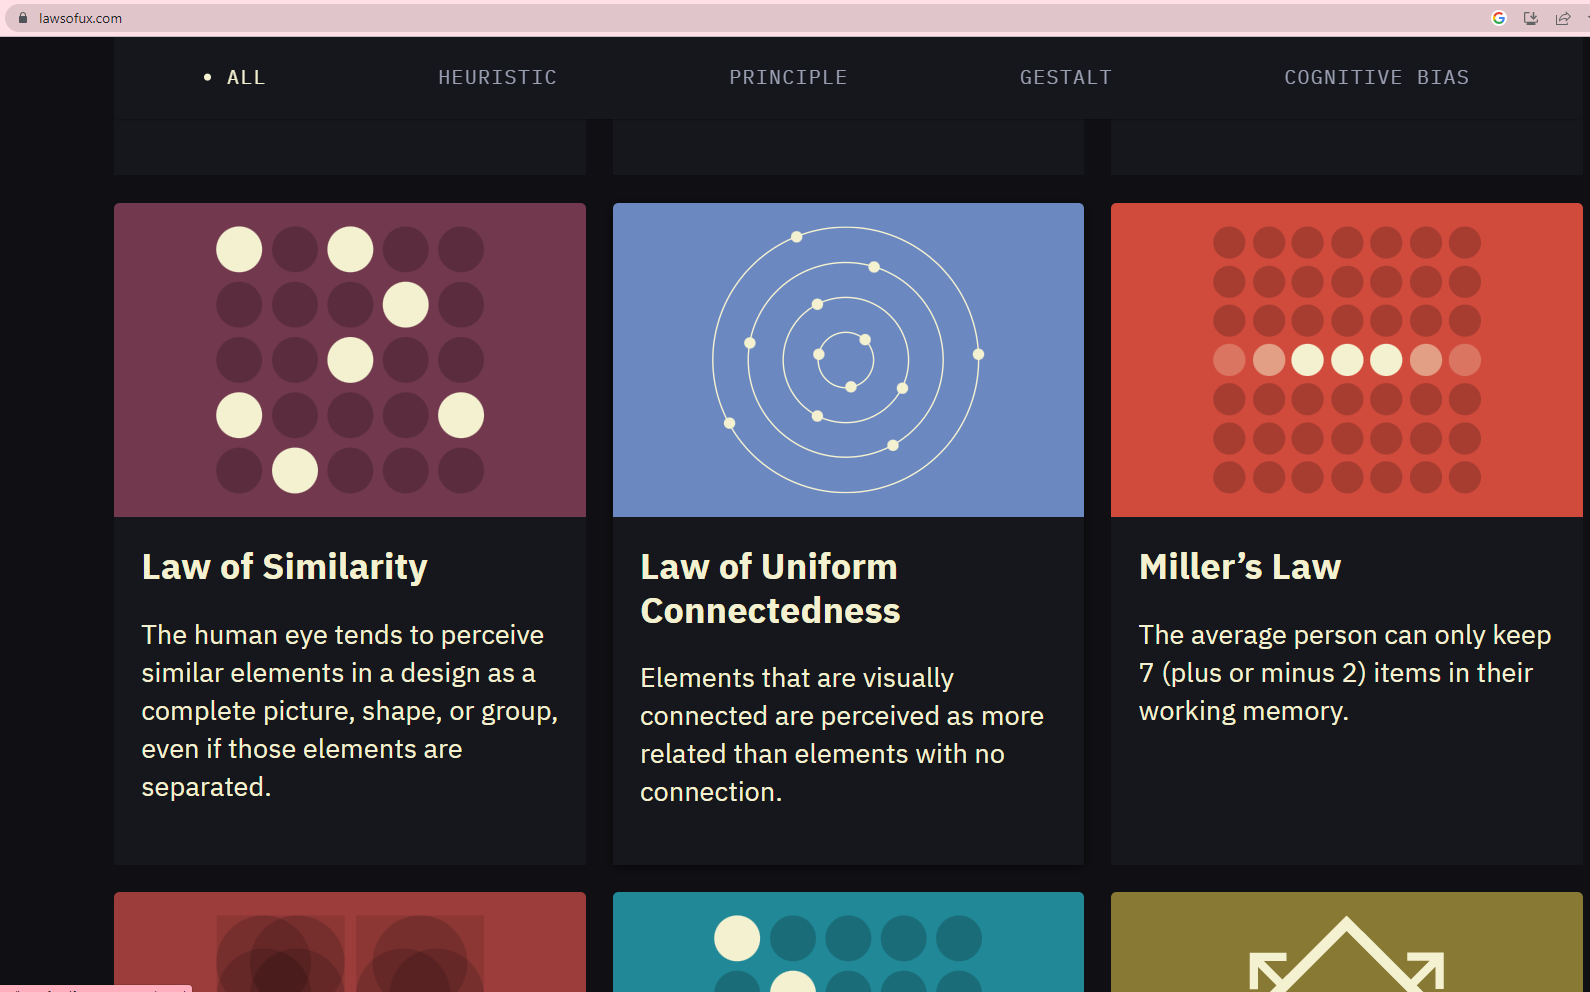 lawsofux.com
• ALL HEURISTIC PRINCIPLE GESTALT COGNITIVE BIAS
Law of Similarity
The human eye tends to perceive
similar elements in a design as a
complete picture, shape, or group,
even if those elements are
separated.
Law of Uniform
Connectedness
Elements that are visually
connected are perceived as more
related than elements with no
connection.
Miller’s Law
The average person can only keep
7 (plus or minus 2) items in their
working memory.